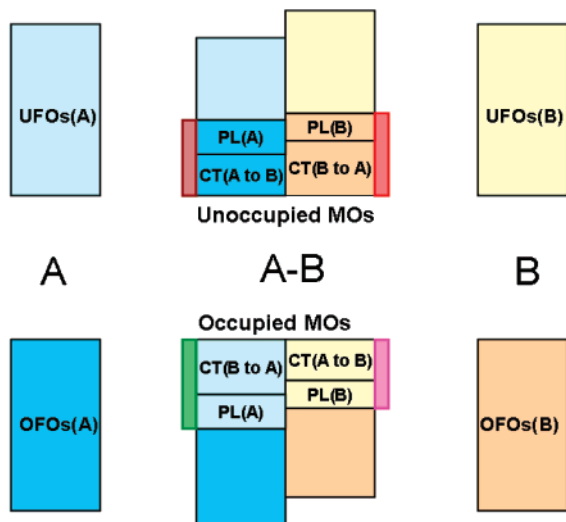 UFOs(A)
PL(A)
PL(B)
CT(A to B)
CT(B to A)
UFOs(B)
Unoccupied MOs
A
A-B
B
Occupied MOs
CT(B to A)
CT(A to B)
PL(A)
PL(B)
OFOs(A)
OFOs(B)